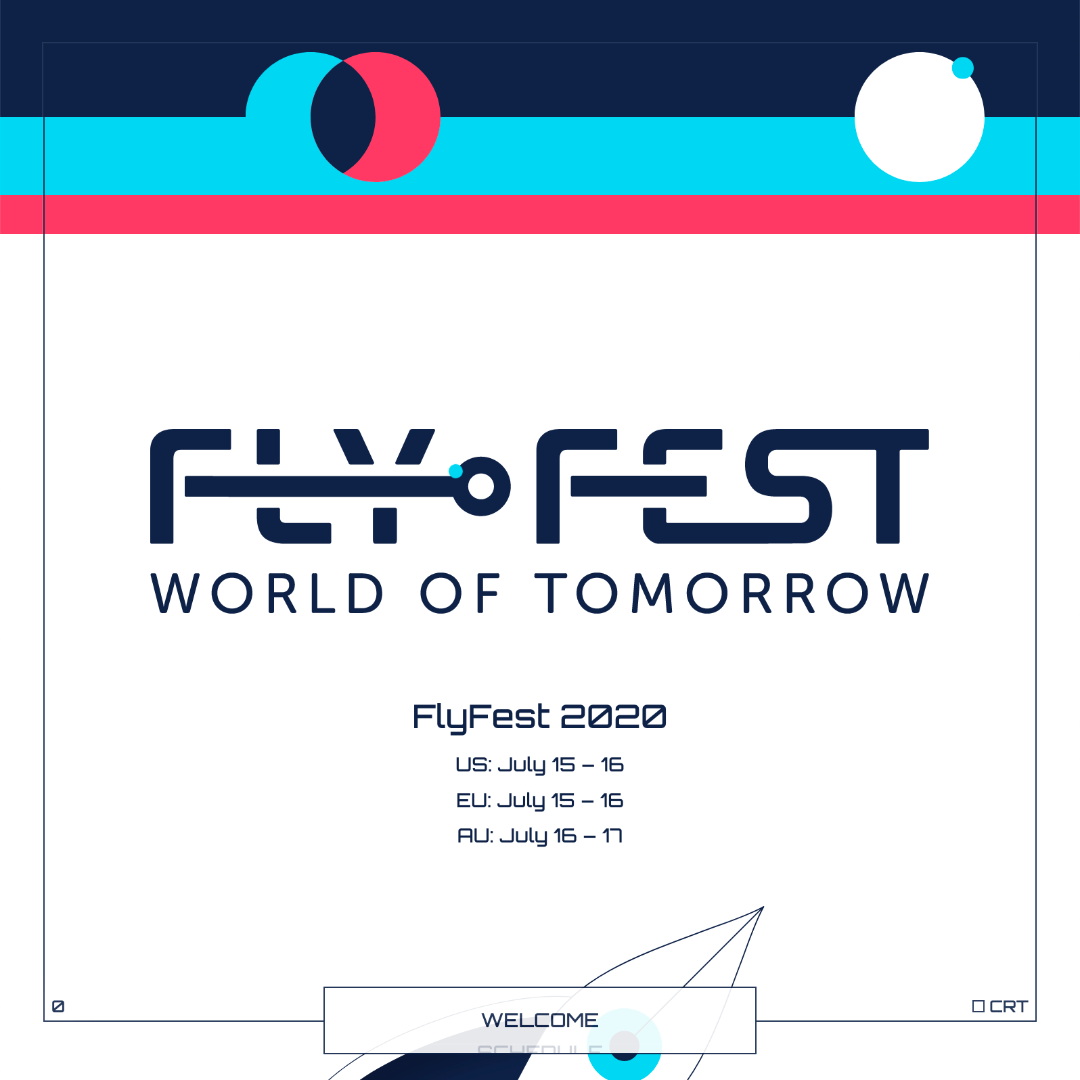 FLY FEST
WORLD OF TOMORROW
FlyFest 2020
US: July 15 – 16
EU: July 15 – 16
AU: July 16 – 17
0
CRT
WELCOME
SCHEDULE